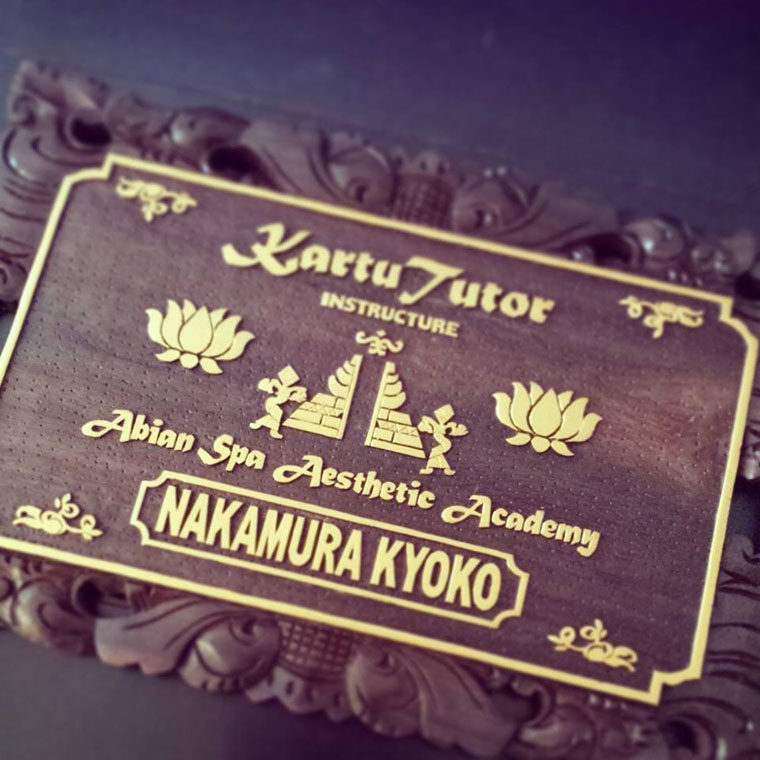 Kartu Tutor
INSTRUCTURE
Abian Spa Aesthetic Academy
NAKAMURA KYOKO